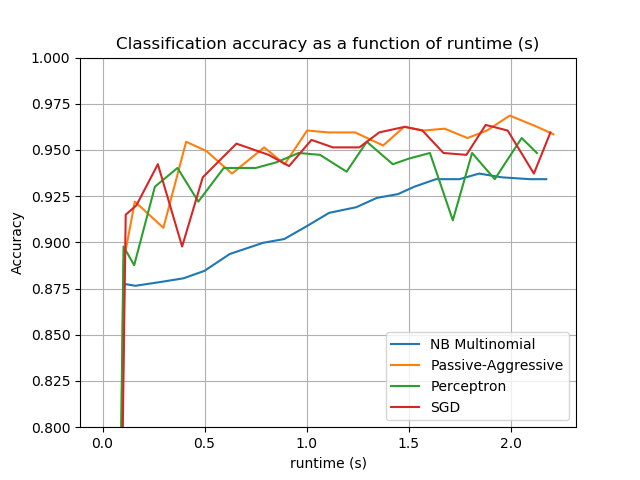 Classification accuracy as a function of runtime (s)
1.000
0.975
0.950
0.925
0.900
0.875
0.850
0.825
0.800
Accuracy
NB Multinomial
Passive-Aggressive
Perceptron
SGD
0.0 0.5 1.0 1.5 2.0
runtime (s)